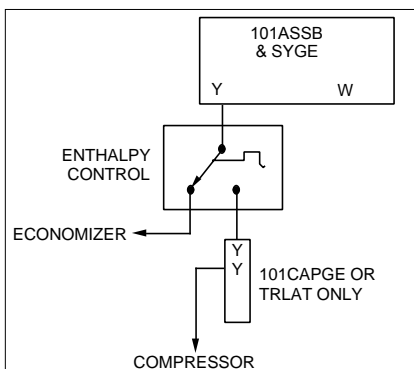 101ASSB
& SYGE
Y W
ENTHALPY
CONTROL
ECONOMIZER
Y
Y
101CAPGE OR
TRLAT ONLY
COMPRESSOR